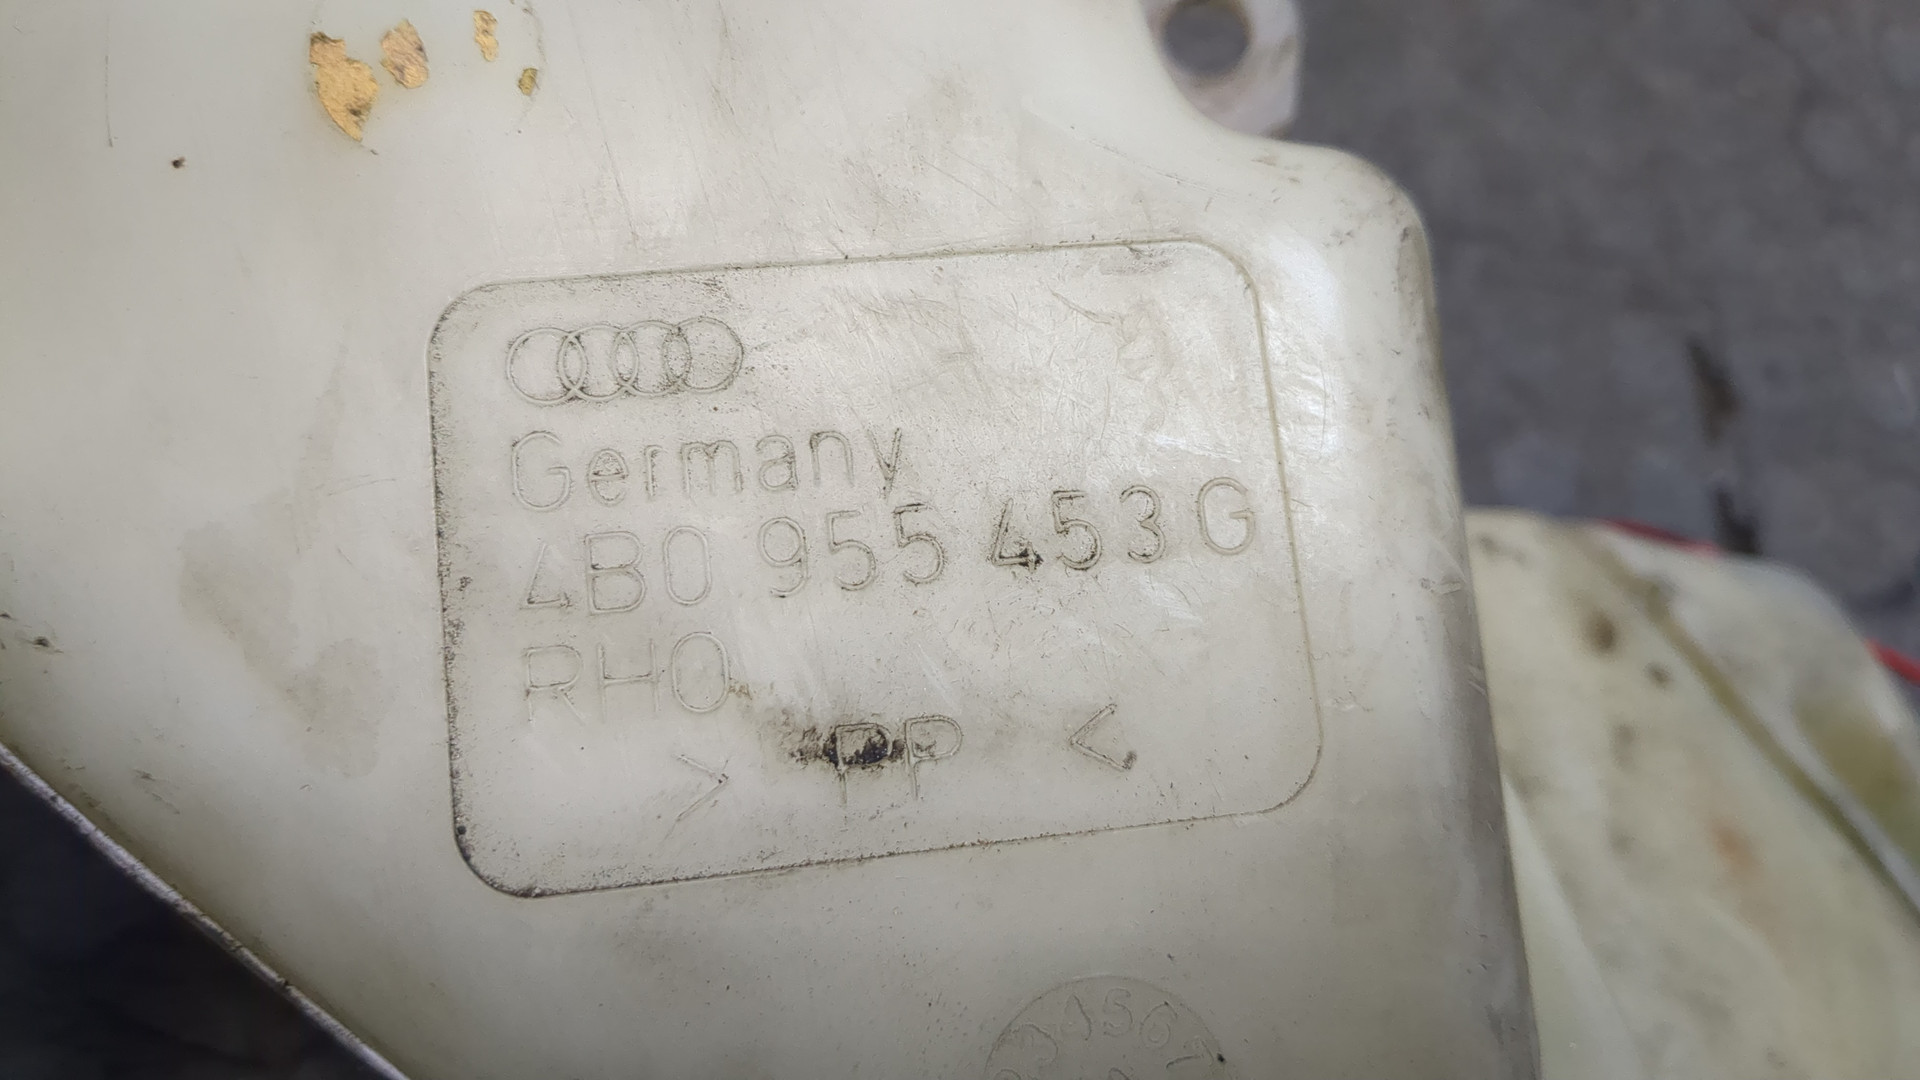 Germany
4B0 955 453 G
RHO
> PP <